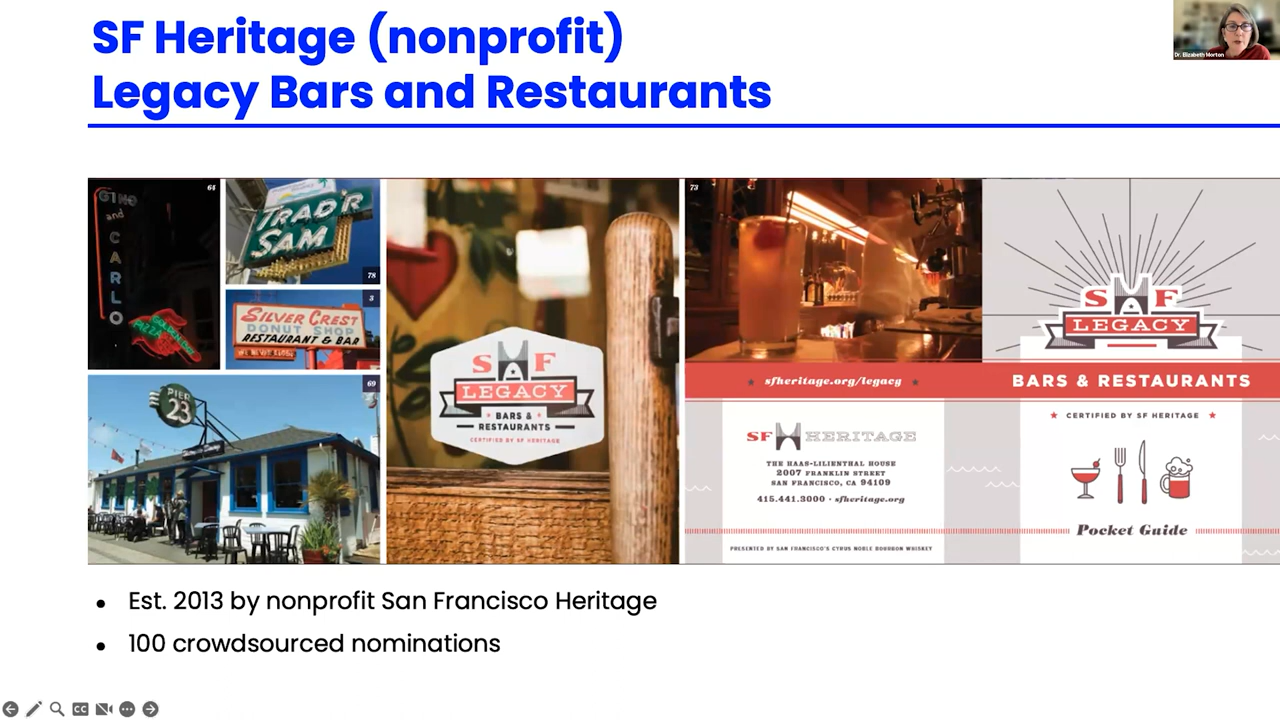 SF Heritage (nonprofit)
Legacy Bars and Restaurants
Dr. Elizabeth Morton
GINO
and
CARLO
64
TRAD'R
SAM
78
SILVER CREST
DONUT SHOP
RESTAURANT & BAR
3
PIER
23
69
SF
LEGACY
BARS &
RESTAURANTS
CERTIFIED BY SF HERITAGE
73
sfheritage.org/legacy
SF HERITAGE
THE HAAS-LILIENTHAL HOUSE
2007 FRANKLIN STREET
SAN FRANCISCO, CA 94109
415.441.3000 · sfheritage.org
PRESENTED BY SAN FRANCISCO'S CYRUS NOBLE BOURBON WHISKEY
SF
LEGACY
BARS & RESTAURANTS
CERTIFIED BY SF HERITAGE
Pocket Guide
• Est. 2013 by nonprofit San Francisco Heritage
• 100 crowdsourced nominations
CC